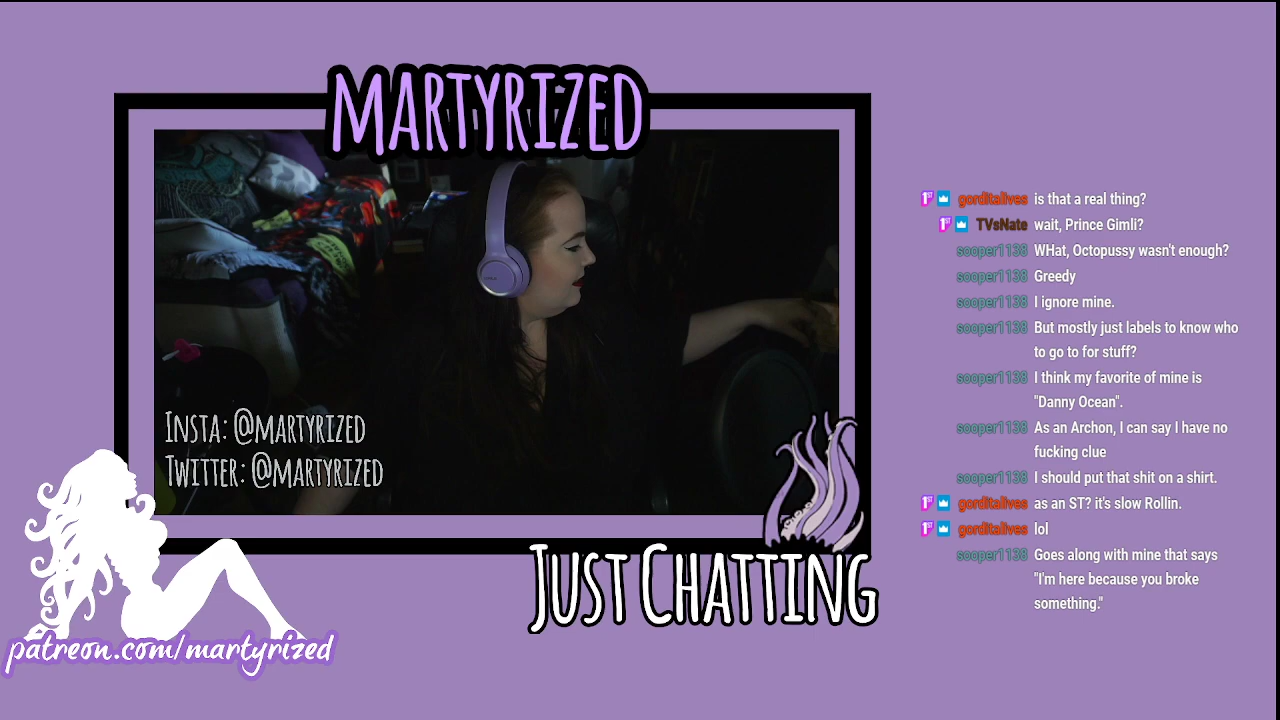 MARTYRIZED
INSTA: @MARTYRIZED
TWITTER: @MARTYRIZED
JUST CHATTING
patreon.com/martyrized
gorditalives is that a real thing?
TVsNate wait, Prince Gimli?
sooper1138 WHat, Octopussy wasn't enough?
sooper1138 Greedy
sooper1138 I ignore mine.
sooper1138 But mostly just labels to know who
to go to for stuff?
sooper1138 I think my favorite of mine is
"Danny Ocean".
sooper1138 As an Archon, I can say I have no
fucking clue
sooper1138 I should put that shit on a shirt.
gorditalives as an ST? it's slow Rollin.
gorditalives lol
sooper1138 Goes along with mine that says
"I'm here because you broke
something."